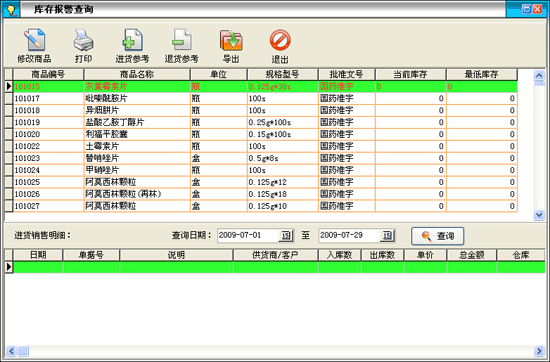 库存报警查询
修改商品 打印 进货参考 退货参考 导出 退出
商品编号 商品名称 单位 规格型号 批准文号 当前库存 最低库存
101015 灰黄霉素片 瓶 0.125g*30s 国药准字 0 0
101017 吡嗪酰胺片 瓶 100s 国药准字 0 0
101018 异烟肼片 瓶 100s 国药准字 0 0
101019 盐酸乙胺丁醇片 瓶 0.25g*100s 国药准字 0 0
101020 利福平胶囊 瓶 0.15g*100s 国药准字 0 0
101022 土霉素片 瓶 100s 国药准字 0 0
101023 替硝唑片 盒 0.5g*8s 国药准字 0 0
101024 甲硝唑片 瓶 100s 国药准字 0 0
101025 阿莫西林颗粒 盒 0.125g*12 国药准字 0 0
101026 阿莫西林颗粒(再林) 盒 0.125g*18 国药准字 0 0
101027 阿莫西林颗粒 盒 0.125g*10 国药准字 0 0
进货销售明细： 查询日期： 2009-07-01 15 至 2009-07-29 15 查询
日期 单据号 说明 供货商/客户 入库数 出库数 单价 总金额 仓库